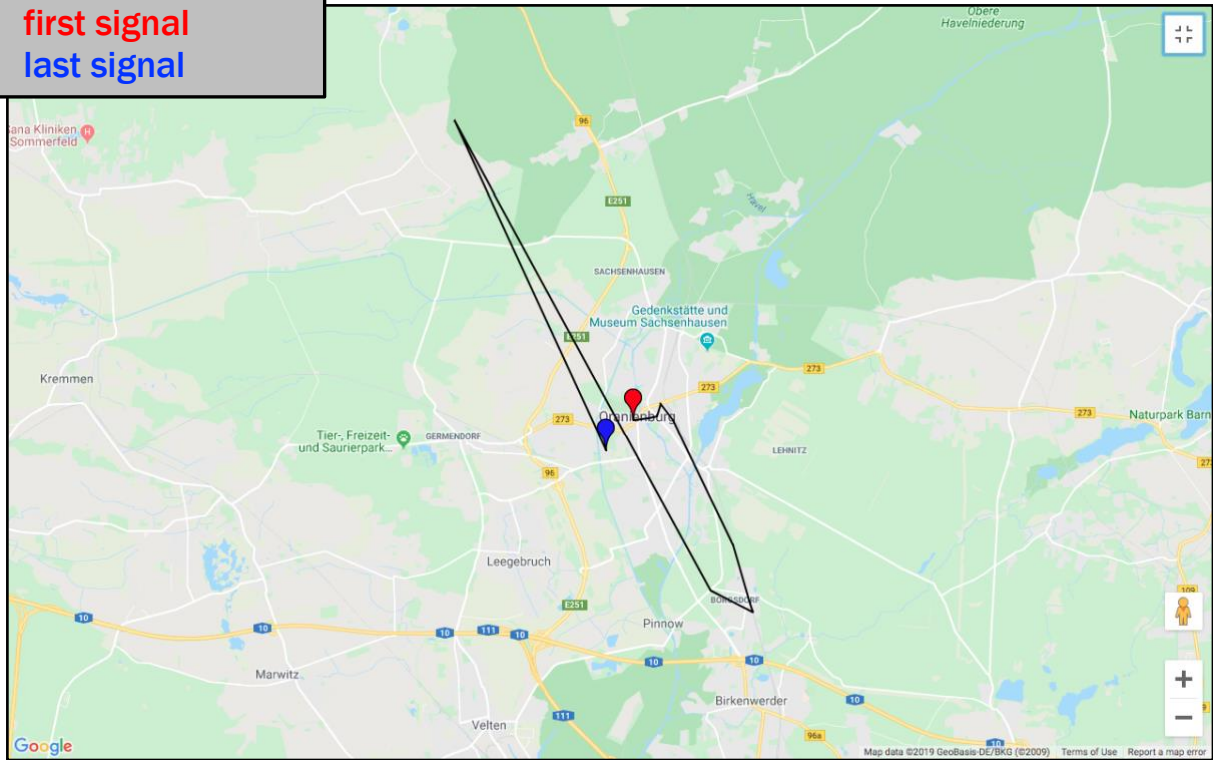 first signal
last signal
Obere
Havelniederung
Sana Kliniken
Sommerfeld
H
96
E251
Havel
SACHSENHAUSEN
Gedenkstätte und
Museum Sachsenhausen
E251
273
Kremmen
273
Oranienburg
273
273
Naturpark Barn
Tier-, Freizeit-
und Saurierpark...
GERMENDORF
LEHNITZ
96
27
Leegebruch
109
E251
BORGSDORF
10
Pinnow
10
10
111
10
10
10
Marwitz
Birkenwerder
10
Velten
111
96a
10
Google
Map data ©2019 GeoBasis-DE/BKG (©2009)
Terms of Use
Report a map error